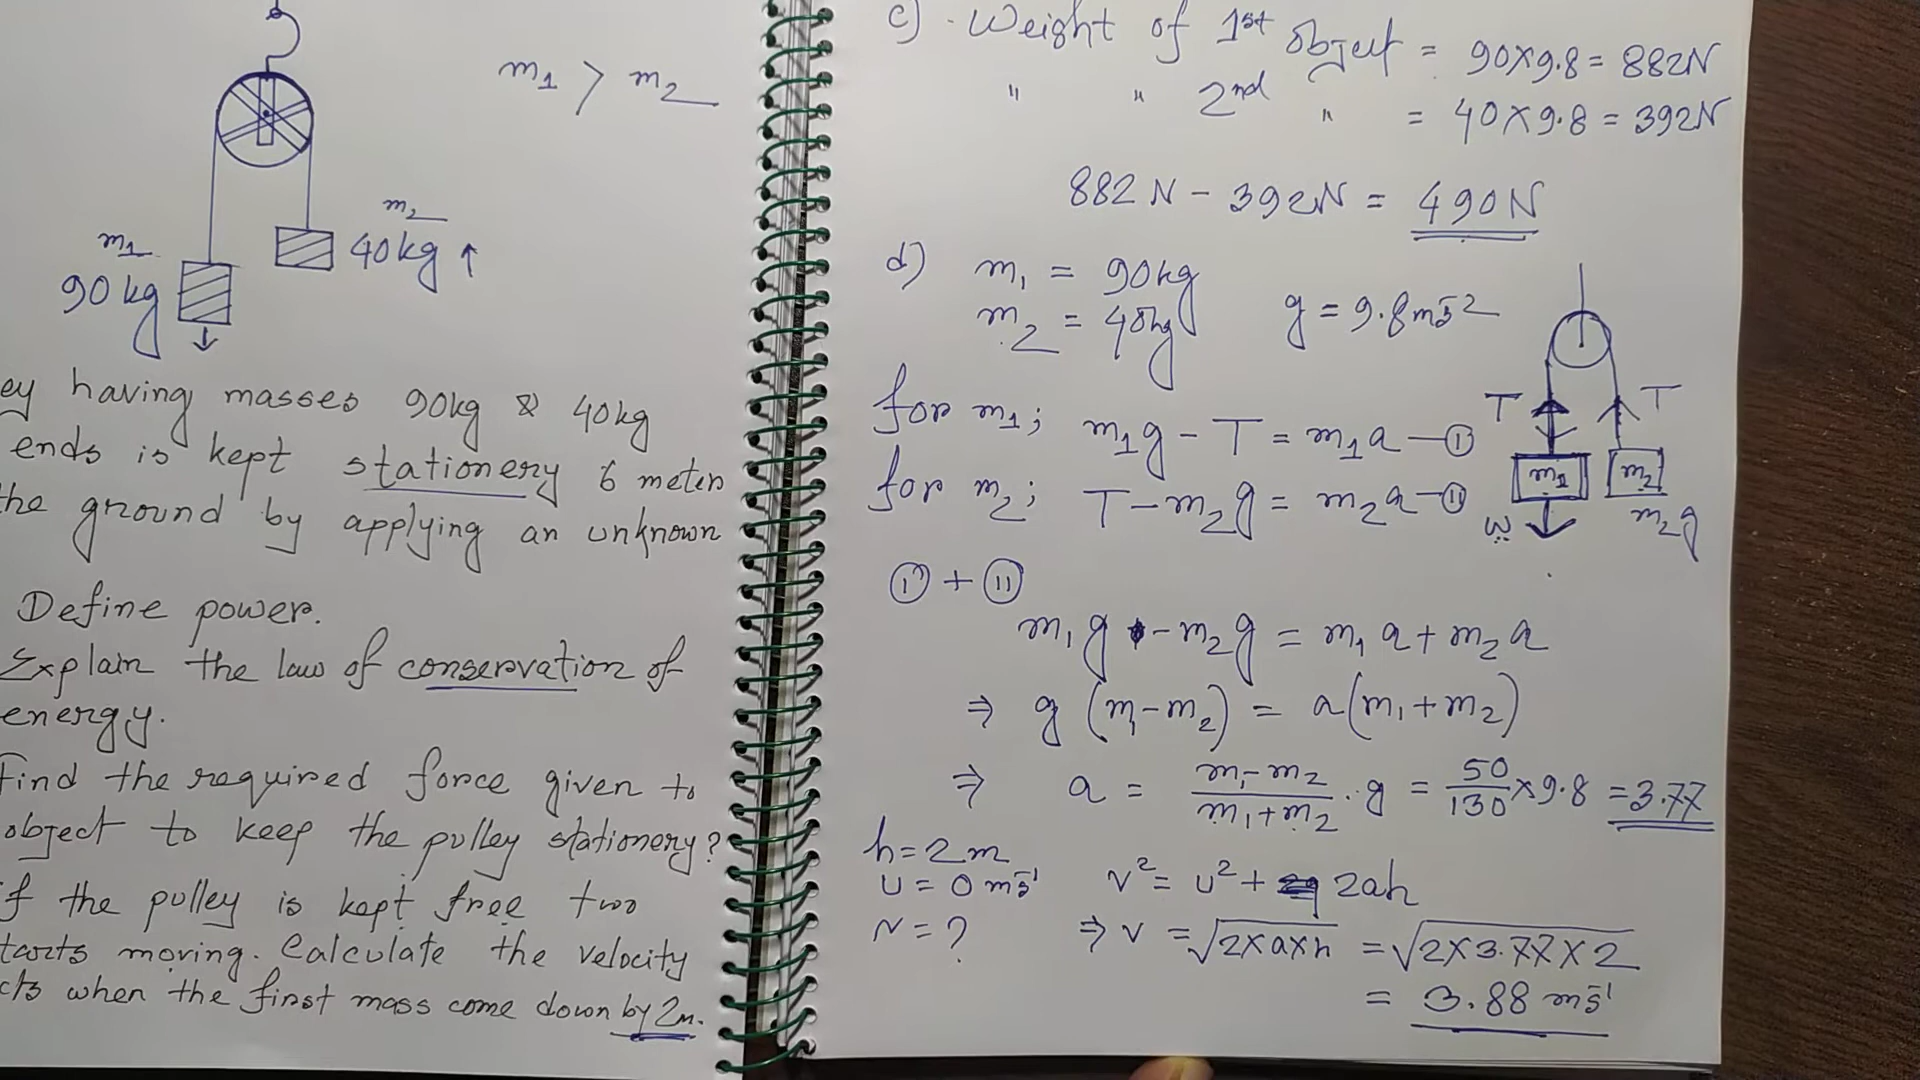 m₁ > m₂
m₂
40kg ↑
m₁
90kg
ey having masses 90kg & 40kg
ends is kept stationery 6 meter
the ground by applying an unknown
Define power.
Explain the law of conservation of
energy.
Find the required force given to
object to keep the pulley stationery?
if the pulley is kept free two
tarts moving. Calculate the velocity
cts when the first mass come down by 2m.
c) Weight of 1st object = 90×9.8 = 882N
" " 2nd " = 40×9.8 = 392N
882N - 392N = 490N
d) m₁ = 90kg
m₂ = 40kg
g = 9.8ms⁻²
for m₁; m₁g - T = m₁a —(i)
for m₂; T - m₂g = m₂a —(ii)
T T
m₁ m₂
m₂g
(i) + (ii)
m₁g - m₂g = m₁a + m₂a
⇒ g (m₁-m₂) = a(m₁+m₂)
⇒ a = m₁-m₂/m₁+m₂ . g = 50/130 ×9.8 = 3.77
h = 2m
u = 0 ms⁻¹
v = ?
v² = u² + 2ah
⇒ v = √2×a×h = √2×3.77×2
= 3.88 ms⁻¹